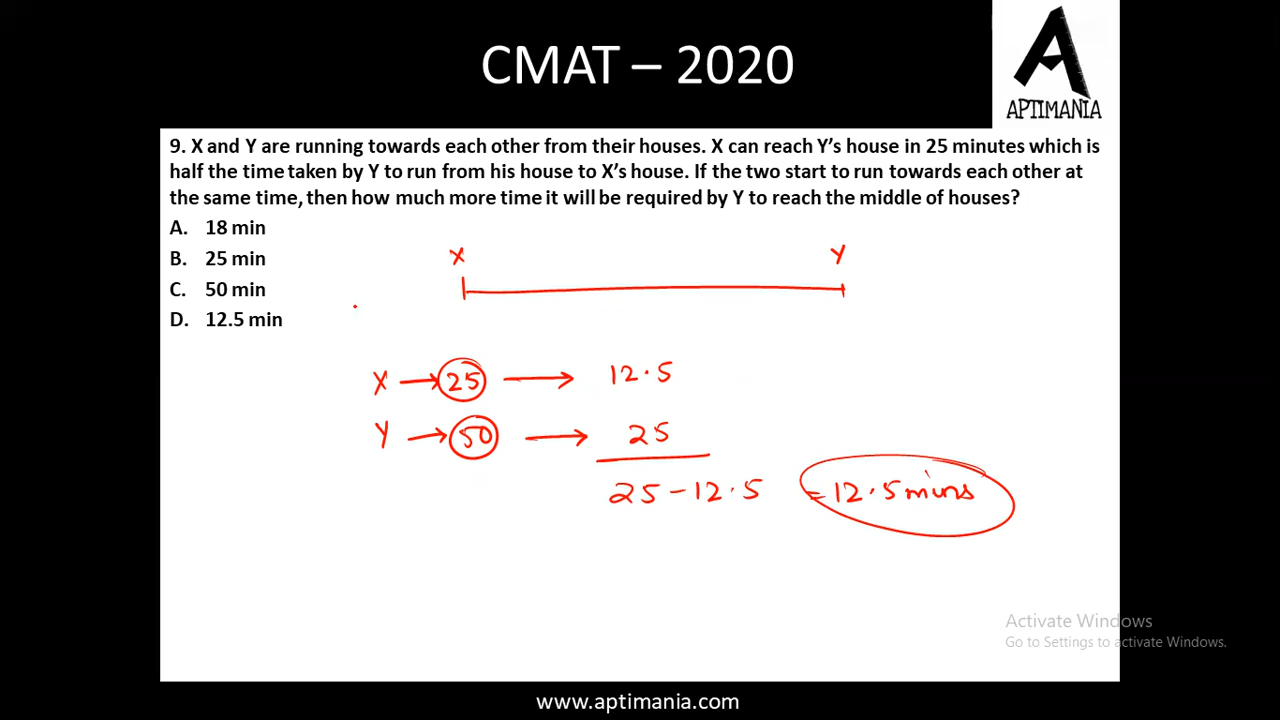 CMAT – 2020
A
APTIMANIA
9. X and Y are running towards each other from their houses. X can reach Y’s house in 25 minutes which is
half the time taken by Y to run from his house to X’s house. If the two start to run towards each other at
the same time, then how much more time it will be required by Y to reach the middle of houses?
A. 18 min
B. 25 min
C. 50 min
D. 12.5 min
X Y
X → 25 → 12.5
Y → 50 → 25
25 – 12.5 = 12.5 mins
Activate Windows
Go to Settings to activate Windows.
www.aptimania.com